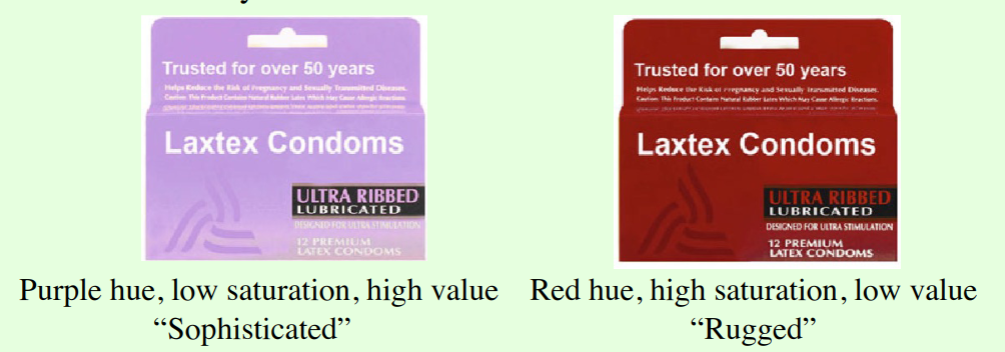 Trusted for over 50 years
Helps Reduce the Risk of Pregnancy and Sexually Transmitted Diseases.
Caution: This Product Contains Natural Rubber Latex Which May Cause Allergic Reactions.
Laxtex Condoms
ULTRA RIBBED
LUBRICATED
DESIGNED FOR ULTRA STIMULATION
12 PREMIUM
LATEX CONDOMS
Purple hue, low saturation, high value
“Sophisticated”
Trusted for over 50 years
Helps Reduce the Risk of Pregnancy and Sexually Transmitted Diseases.
Caution: This Product Contains Natural Rubber Latex Which May Cause Allergic Reactions.
Laxtex Condoms
ULTRA RIBBED
LUBRICATED
DESIGNED FOR ULTRA STIMULATION
12 PREMIUM
LATEX CONDOMS
Red hue, high saturation, low value
“Rugged”